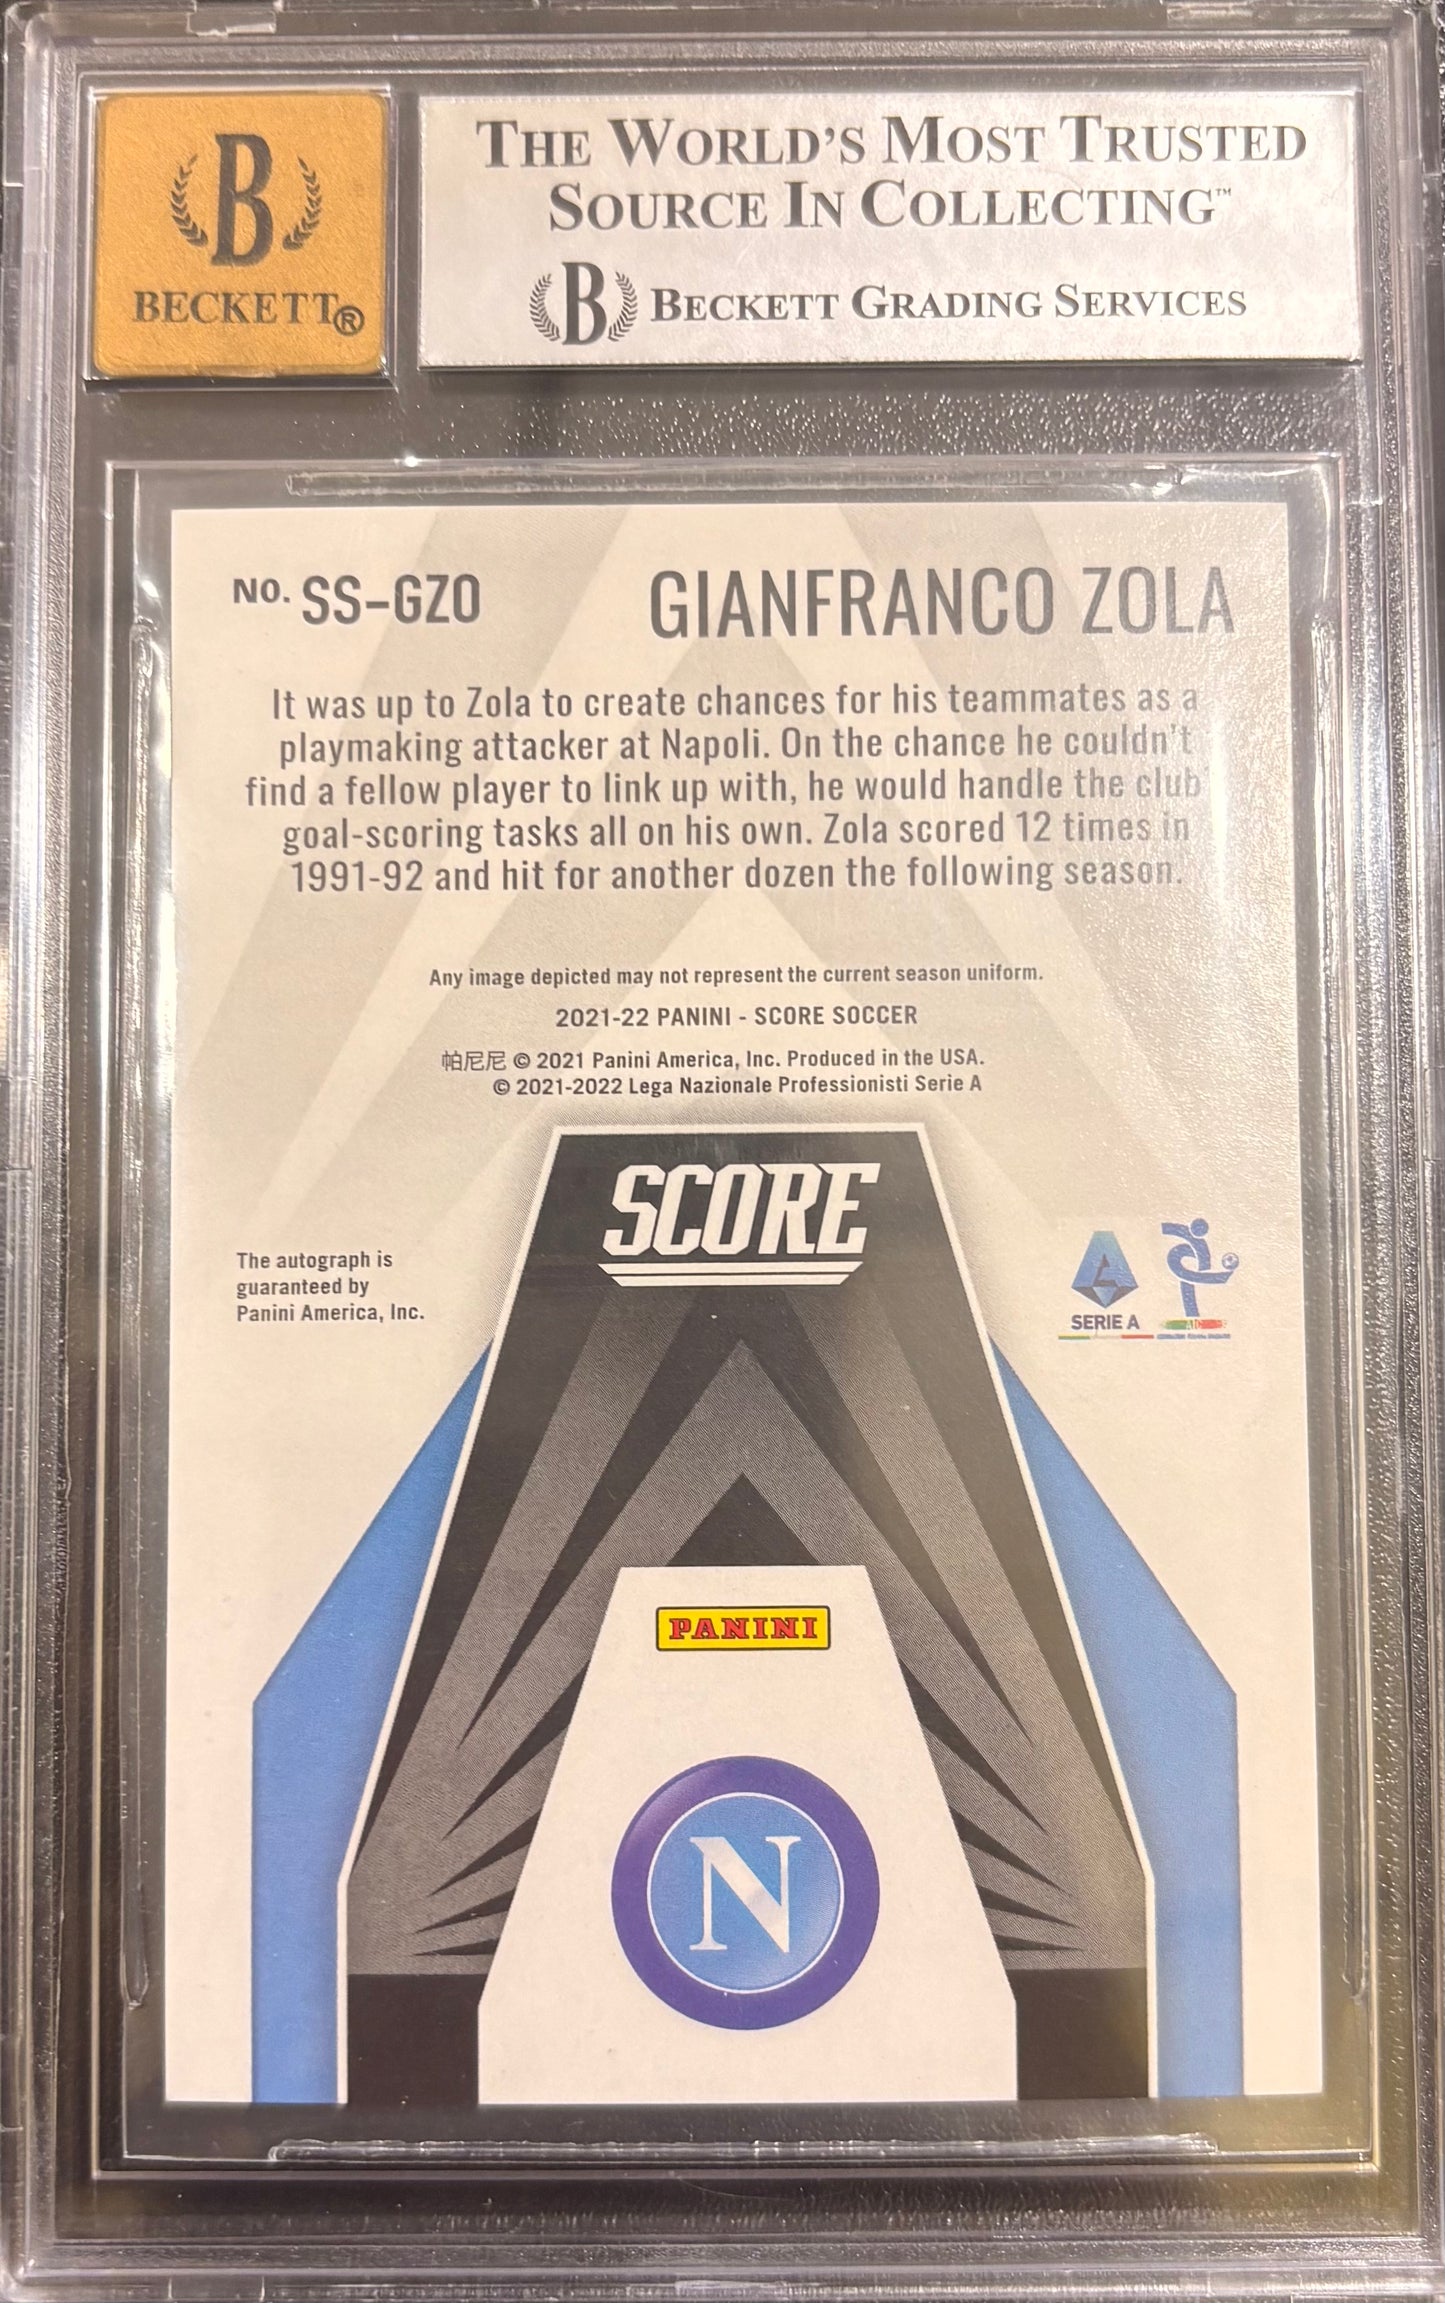 B
BECKETT®
THE WORLD'S MOST TRUSTED
SOURCE IN COLLECTING™
B BECKETT GRADING SERVICES
NO. SS-GZO
GIANFRANCO ZOLA
It was up to Zola to create chances for his teammates as a
playmaking attacker at Napoli. On the chance he couldn't
find a fellow player to link up with, he would handle the club'
goal-scoring tasks all on his own. Zola scored 12 times in
1991-92 and hit for another dozen the following season.
Any image depicted may not represent the current season uniform.
2021-22 PANINI - SCORE SOCCER
帕尼尼 © 2021 Panini America, Inc. Produced in the USA.
© 2021-2022 Lega Nazionale Professionisti Serie A
SCORE
The autograph is
guaranteed by
Panini America, Inc.
SERIE A
PANINI
N